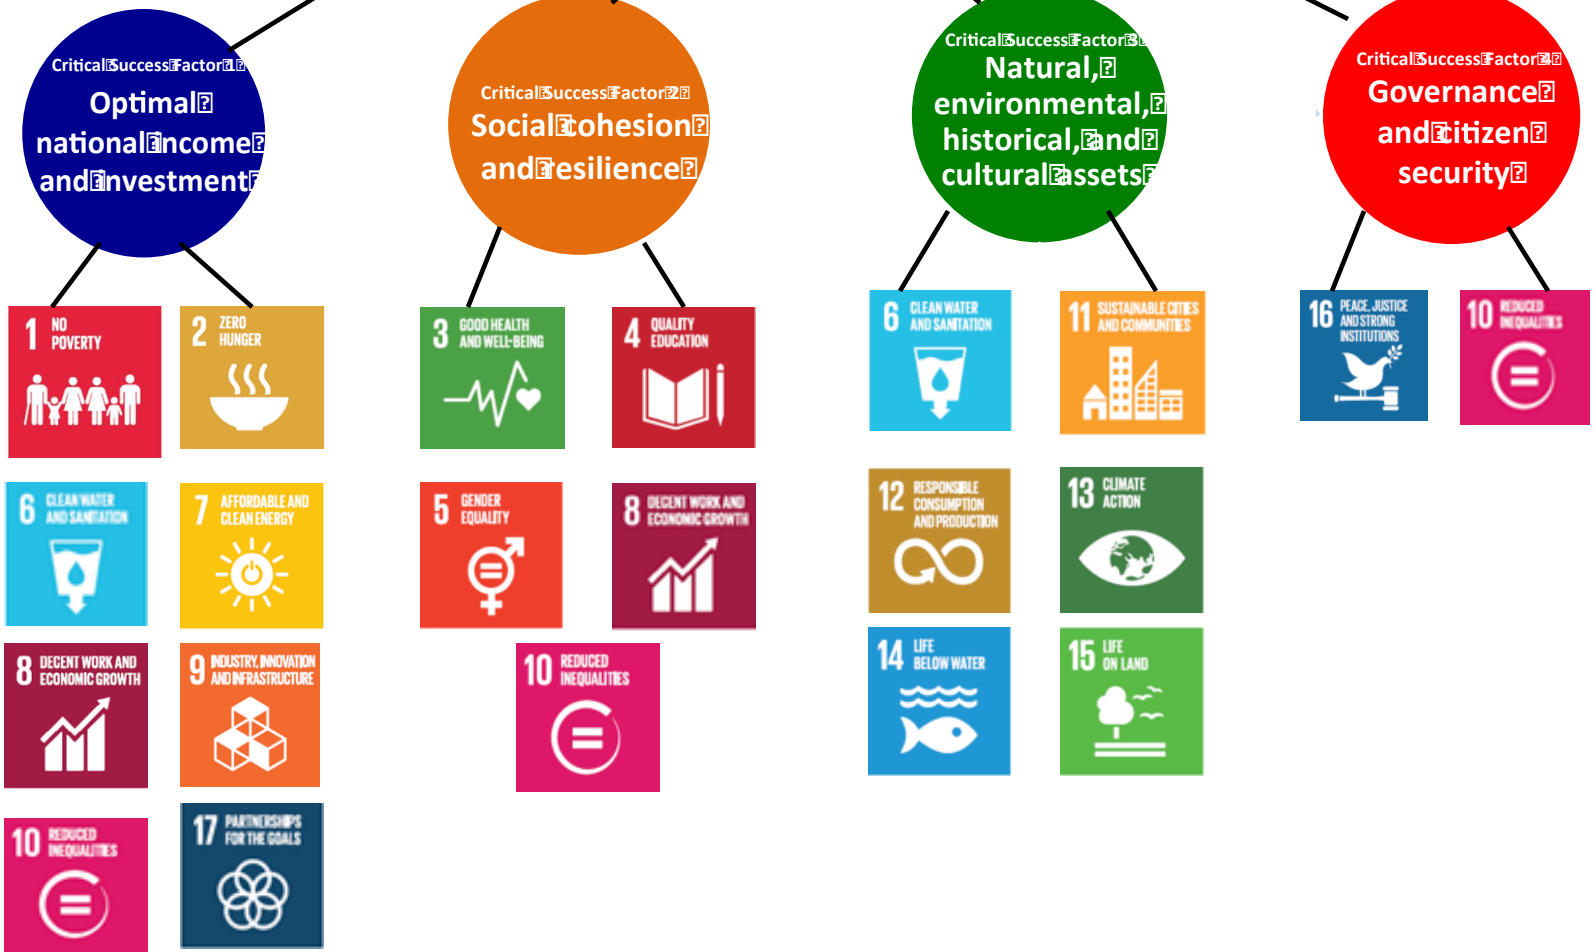 Critical Success Factor 1
Optimal
national income
and investment
Critical Success Factor 2
Social cohesion
and resilience
Critical Success Factor 3
Natural,
environmental,
historical, and
cultural assets
Critical Success Factor 4
Governance
and citizen
security
1 NO
POVERTY
2 ZERO
HUNGER
6 CLEAN WATER
AND SANITATION
7 AFFORDABLE AND
CLEAN ENERGY
8 DECENT WORK AND
ECONOMIC GROWTH
9 INDUSTRY, INNOVATION
AND INFRASTRUCTURE
10 REDUCED
INEQUALITIES
17 PARTNERSHIPS
FOR THE GOALS
3 GOOD HEALTH
AND WELL-BEING
4 QUALITY
EDUCATION
5 GENDER
EQUALITY
8 DECENT WORK AND
ECONOMIC GROWTH
10 REDUCED
INEQUALITIES
6 CLEAN WATER
AND SANITATION
11 SUSTAINABLE CITIES
AND COMMUNITIES
12 RESPONSIBLE
CONSUMPTION
AND PRODUCTION
13 CLIMATE
ACTION
14 LIFE
BELOW WATER
15 LIFE
ON LAND
16 PEACE, JUSTICE
AND STRONG
INSTITUTIONS
10 REDUCED
INEQUALITIES